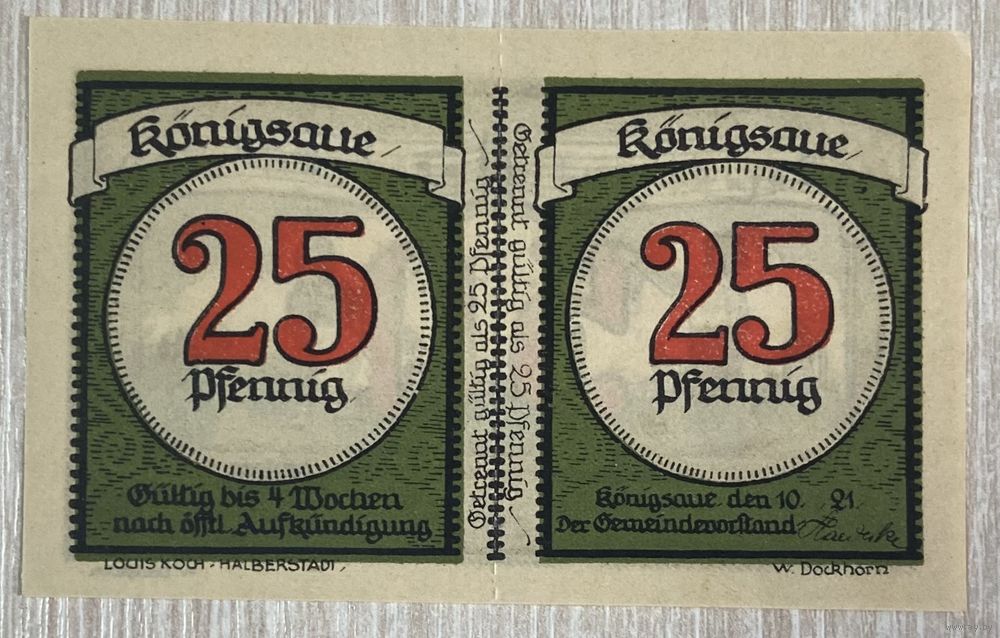 Königsaue
25
Pfennig
Gültig bis 4 Wochen
nach öfftl. Aufkündigung
LOUIS KOCH - HALBERSTADT
Getrennt gültig als 25 Pfennig
Getrennt gültig als 25 Pfennig
Königsaue
25
Pfennig
Königsaue den 10. 21.
Der Gemeindevorstand
W. Dockhorn